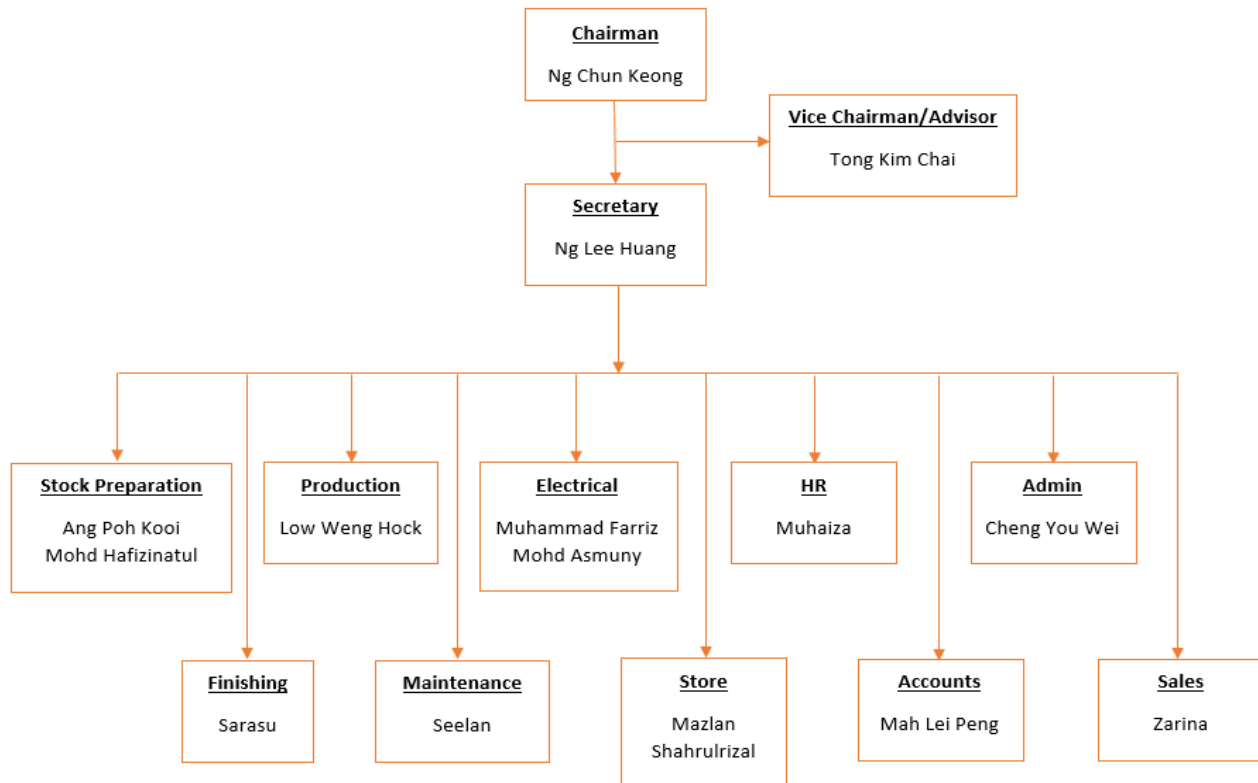 Chairman
Ng Chun Keong
Vice Chairman/Advisor
Tong Kim Chai
Secretary
Ng Lee Huang
Stock Preparation
Ang Poh Kooi
Mohd Hafizinatul
Production
Low Weng Hock
Electrical
Muhammad Farriz
Mohd Asmuny
HR
Muhaiza
Admin
Cheng You Wei
Finishing
Sarasu
Maintenance
Seelan
Store
Mazlan
Shahrulrizal
Accounts
Mah Lei Peng
Sales
Zarina